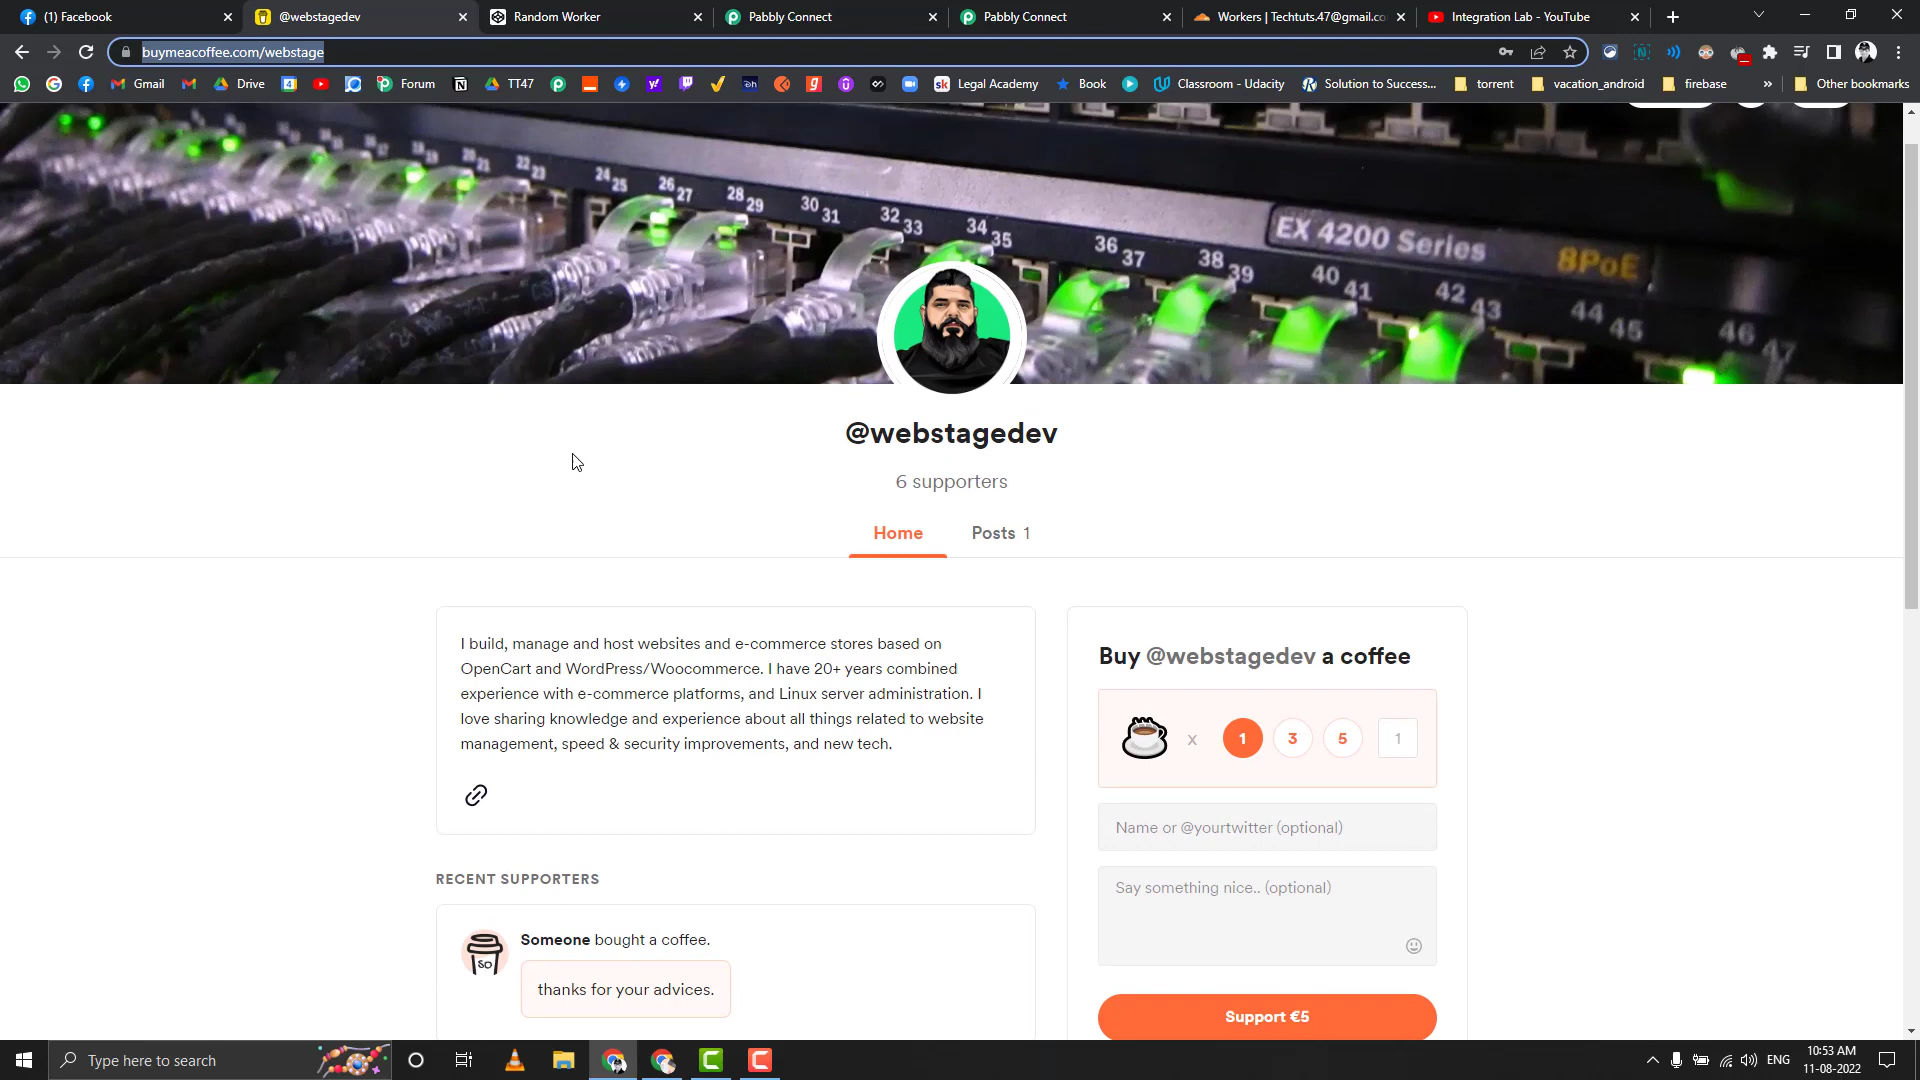 (1) Facebook
@webstagedev
Random Worker
Pabbly Connect
Pabbly Connect
Workers | Techtuts.47@gmail.co
Integration Lab - YouTube
buymeacoffee.com/webstage
Gmail
Drive
Forum
TT47
Legal Academy
Book
Classroom - Udacity
Solution to Success...
torrent
vacation_android
firebase
»
Other bookmarks
18
19
20
21
22
23
24
25
26
27
28
29
30
31
32
33
34
35
36
37
38
39
40
41
42
43
44
45
46
47
EX 4200 Series
8PoE
@webstagedev
6 supporters
Home
Posts 1
I build, manage and host websites and e-commerce stores based on
OpenCart and WordPress/Woocommerce. I have 20+ years combined
experience with e-commerce platforms, and Linux server administration. I
love sharing knowledge and experience about all things related to website
management, speed & security improvements, and new tech.
Buy @webstagedev a coffee
x 1 3 5 1
Name or @yourtwitter (optional)
Say something nice.. (optional)
Support €5
RECENT SUPPORTERS
SO
Someone bought a coffee.
thanks for your advices.
Type here to search
ENG
10:53 AM
11-08-2022